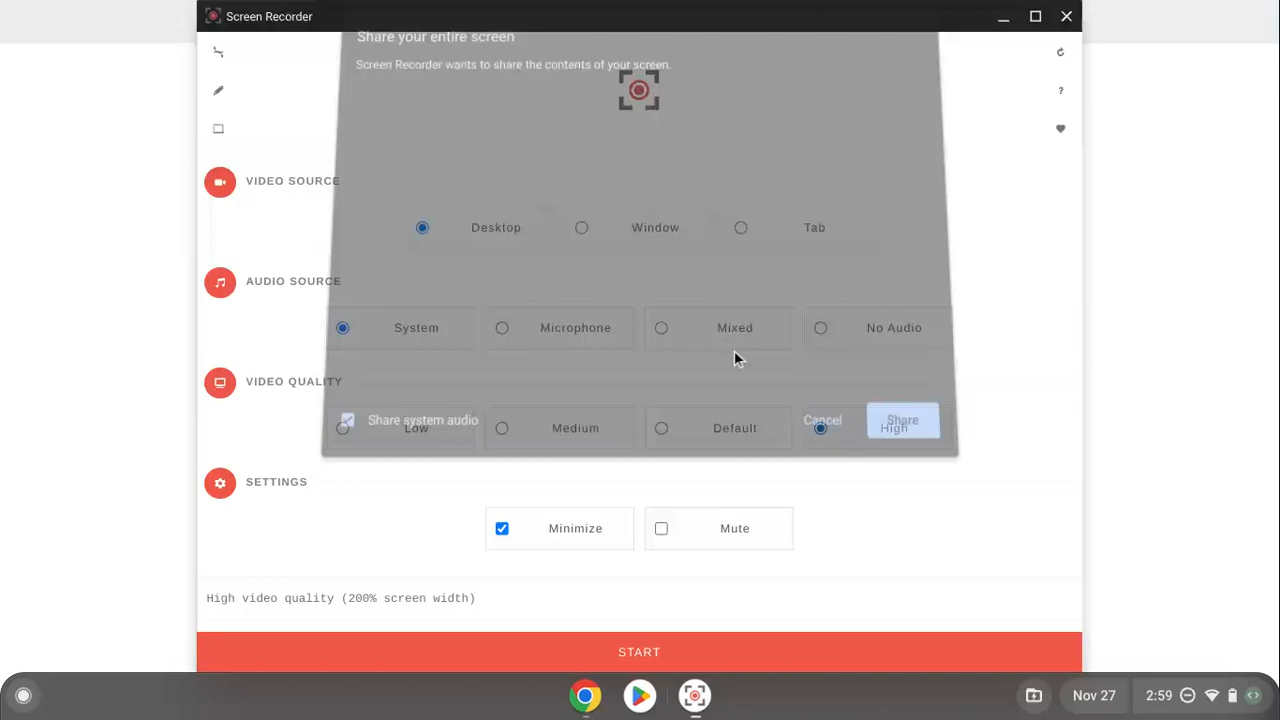 Screen Recorder
Share your entire screen
Screen Recorder wants to share the contents of your screen.
?
VIDEO SOURCE
Desktop Window Tab
AUDIO SOURCE
System Microphone Mixed No Audio
VIDEO QUALITY
Share system audio Cancel Share
Low Medium Default High
SETTINGS
Minimize Mute
High video quality (200% screen width)
START
Nov 27 2:59